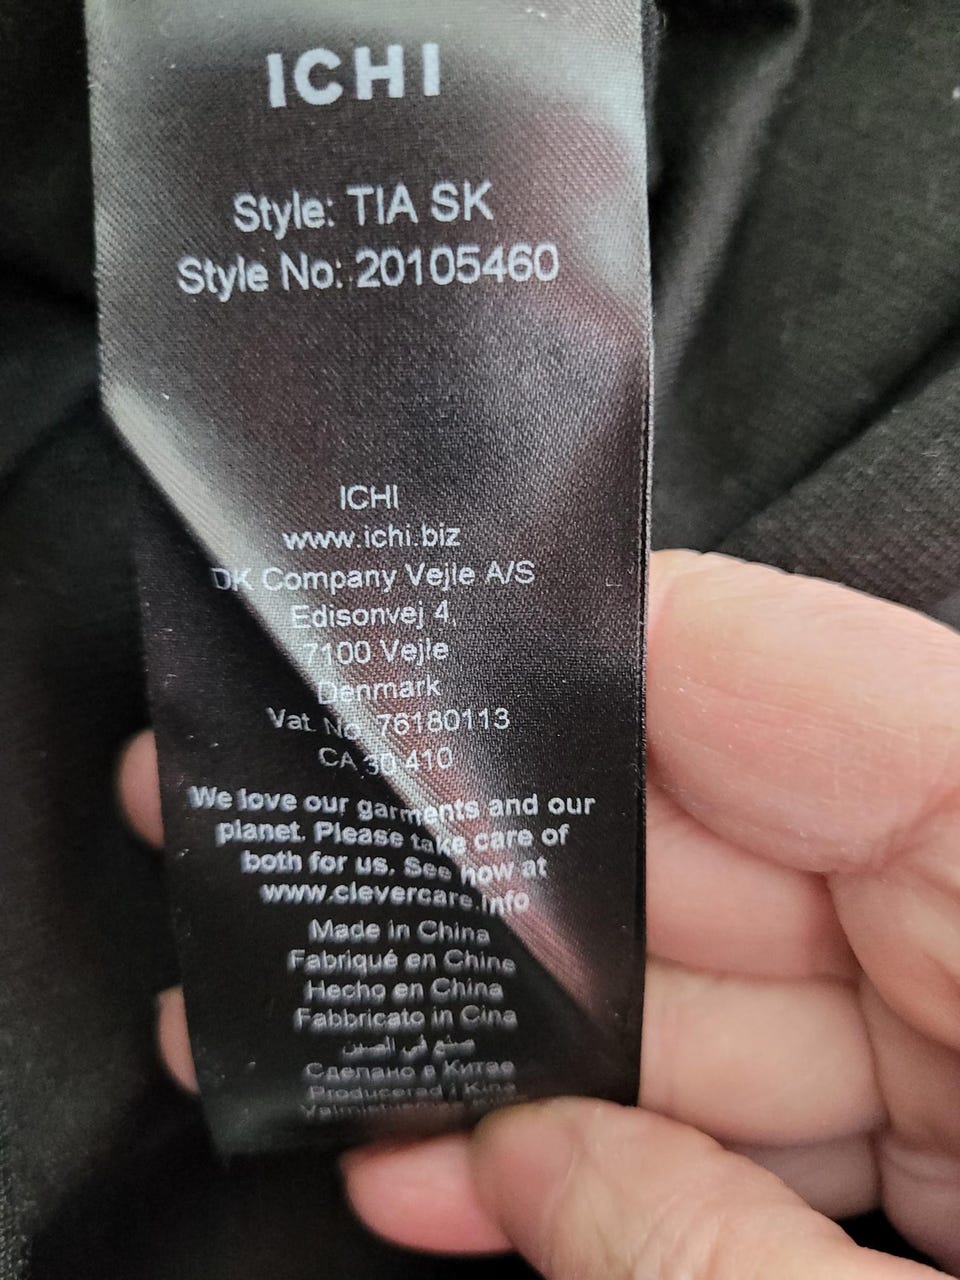 ICHI
Style: TIA SK
Style No: 20105460
ICHI
www.ichi.biz
DK Company Vejle A/S
Edisonvej 4,
7100 Vejle
Denmark
Vat. No. 76180113
CA 30 410
We love our garments and our
planet. Please take care of
both for us. See how at
www.clevercare.info
Made in China
Fabriqué en Chine
Hecho en China
Fabbricato in Cina
صنع في الصين
Сделано в Китае
Producerad i Kina